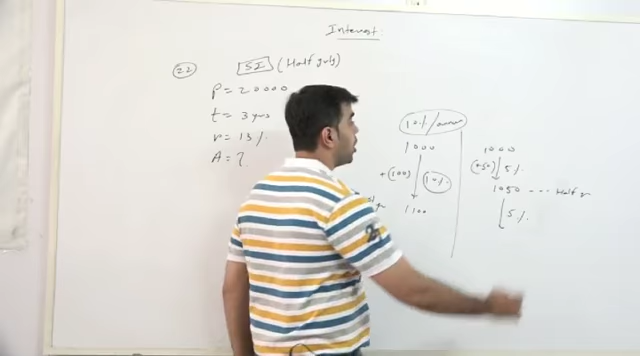 Interest
22 SI (Half yrly)
P = 20000
t = 3 yrs
r = 13 %
A = ?
10%/annum
1000
+100 10%
1100
1000
+50 5%
1050 --- Half y
5%